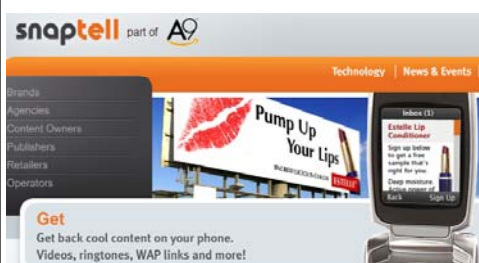 snaptell part of A9
Technology | News & Events
Brands
Agencies
Content Owners
Publishers
Retailers
Operators
Pump Up
Your Lips
ESTELLE
Inbox (1)
Estelle Lip
Conditioner
Sign up below
to get a free
sample that's
right for you.
Deep moisture.
Back Sign Up
Get
Get back cool content on your phone.
Videos, ringtones, WAP links and more!